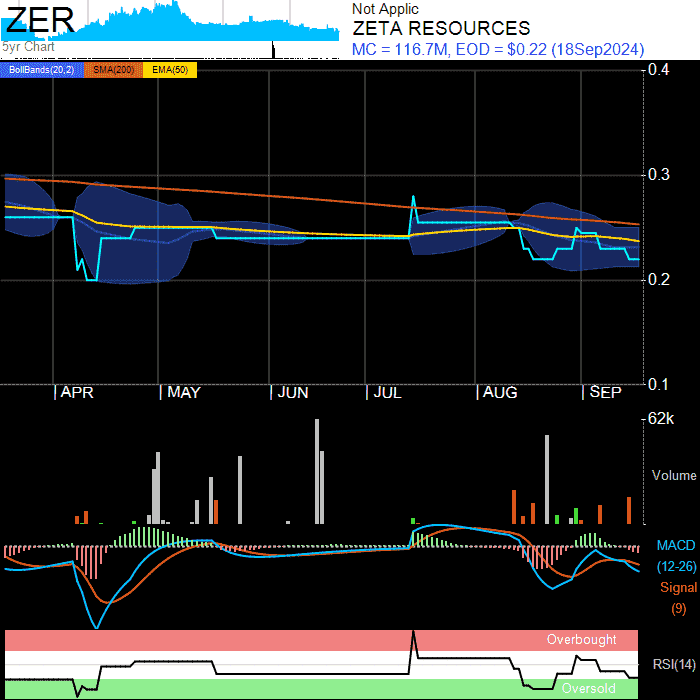 ZER
5yr Chart
Not Applic
ZETA RESOURCES
MC = 116.7M, EOD = $0.22 (18Sep2024)
BollBands(20,2) SMA(200) EMA(50)
0.4
0.3
0.2
0.1
APR MAY JUN JUL AUG SEP
62k
Volume
MACD
(12-26)
Signal
(9)
Overbought
RSI(14)
Oversold